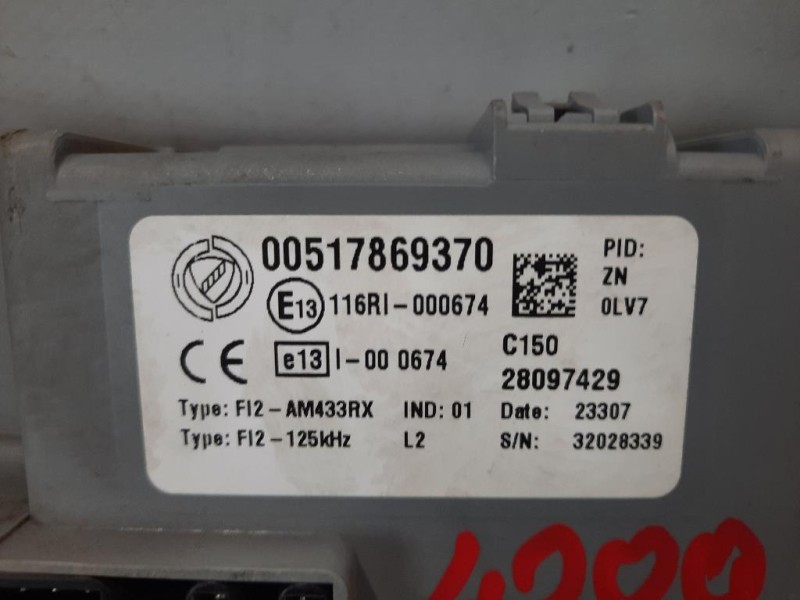 00517869370
E13 116RI-000674
CE e13 I-00 0674
Type: FI2-AM433RX IND: 01
Type: FI2-125kHz L2
PID:
ZN
0LV7
C150
28097429
Date: 23307
S/N: 32028339
4200